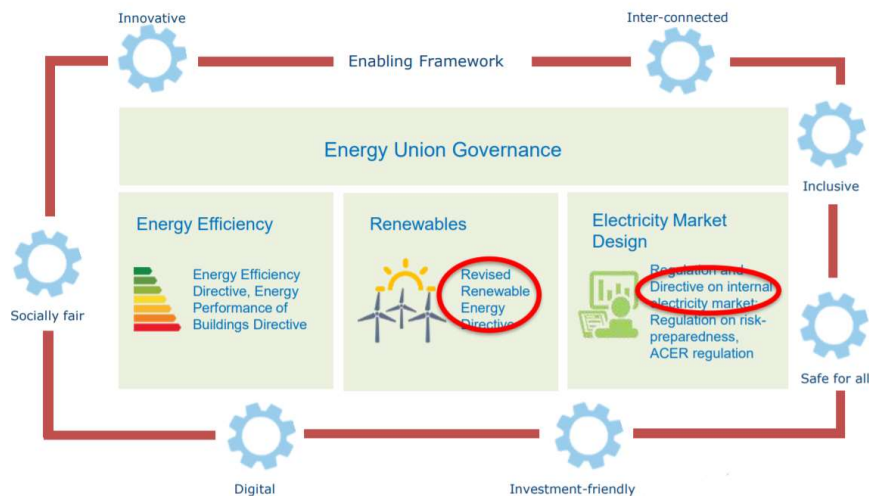 Innovative
Inter-connected
Enabling Framework
Energy Union Governance
Inclusive
Energy Efficiency
Energy Efficiency
Directive, Energy
Performance of
Buildings Directive
Renewables
Revised
Renewable
Energy
Directive
Electricity Market
Design
Regulation and
Directive on internal
electricity market;
Regulation on risk-
preparedness,
ACER regulation
Socially fair
Safe for all
Digital
Investment-friendly